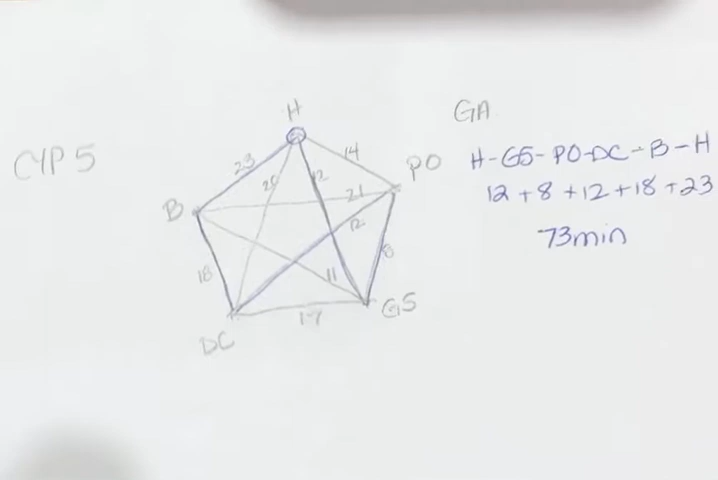 H
GA
CYP 5
23
20
12
14
PO
H-GS-PO-DC-B-H
B
21
12+8+12+18+23
12
73min
18
11
8
GS
17
DC